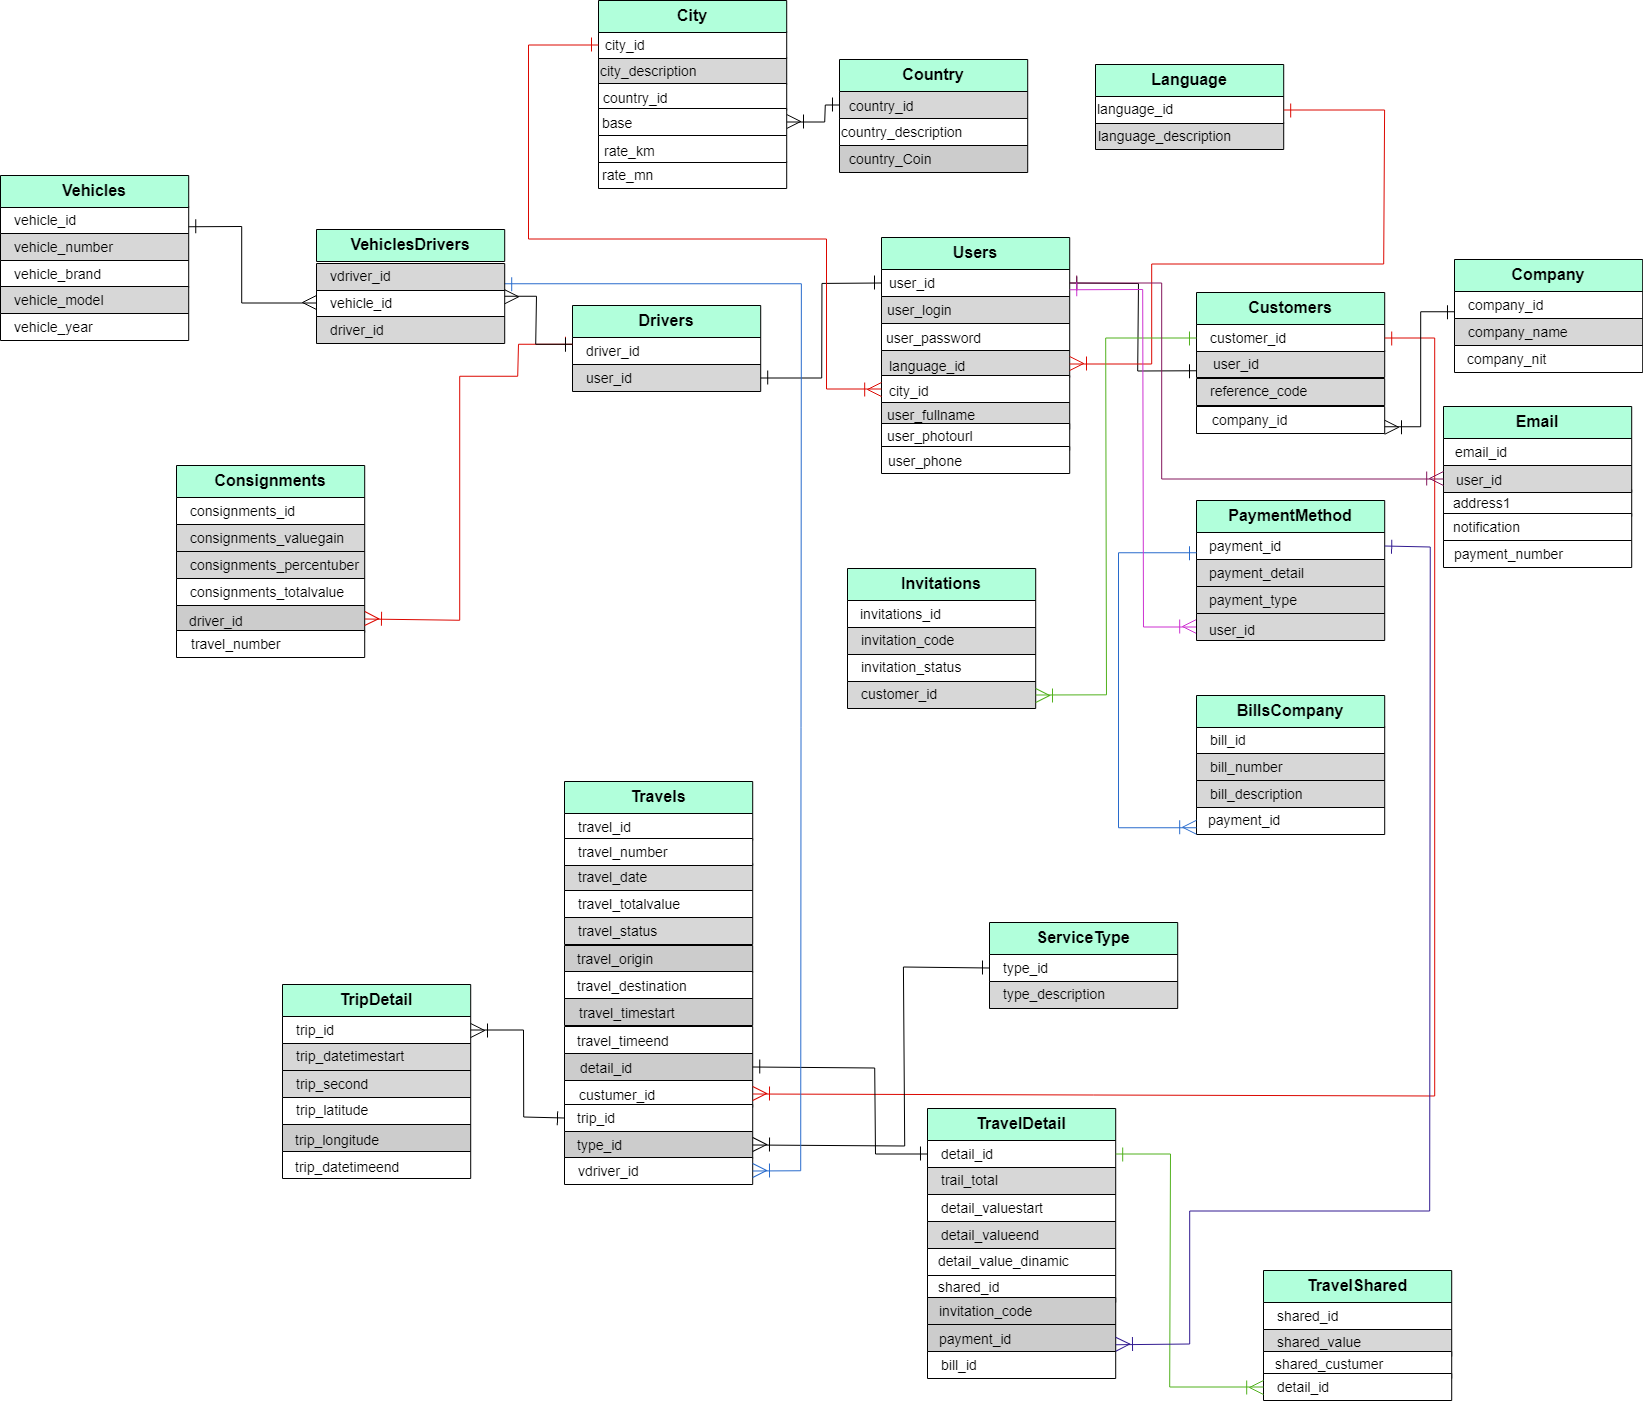 City
city_id
city_description
country_id
base
rate_km
rate_mn
Country
country_id
country_description
country_Coin
Language
language_id
language_description
Vehicles
vehicle_id
vehicle_number
vehicle_brand
vehicle_model
vehicle_year
VehiclesDrivers
vdriver_id
vehicle_id
driver_id
Drivers
driver_id
user_id
Users
user_id
user_login
user_password
language_id
city_id
user_fullname
user_photourl
user_phone
Customers
customer_id
user_id
reference_code
company_id
Company
company_id
company_name
company_nit
Email
email_id
user_id
address1
notification
payment_number
Consignments
consignments_id
consignments_valuegain
consignments_percentuber
consignments_totalvalue
driver_id
travel_number
PaymentMethod
payment_id
payment_detail
payment_type
user_id
Invitations
invitations_id
invitation_code
invitation_status
customer_id
BillsCompany
bill_id
bill_number
bill_description
payment_id
Travels
travel_id
travel_number
travel_date
travel_totalvalue
travel_status
travel_origin
travel_destination
travel_timestart
travel_timeend
detail_id
custumer_id
trip_id
type_id
vdriver_id
ServiceType
type_id
type_description
TripDetail
trip_id
trip_datetimestart
trip_second
trip_latitude
trip_longitude
trip_datetimeend
TravelDetail
detail_id
trail_total
detail_valuestart
detail_valueend
detail_value_dinamic
shared_id
invitation_code
payment_id
bill_id
TravelShared
shared_id
shared_value
shared_custumer
detail_id